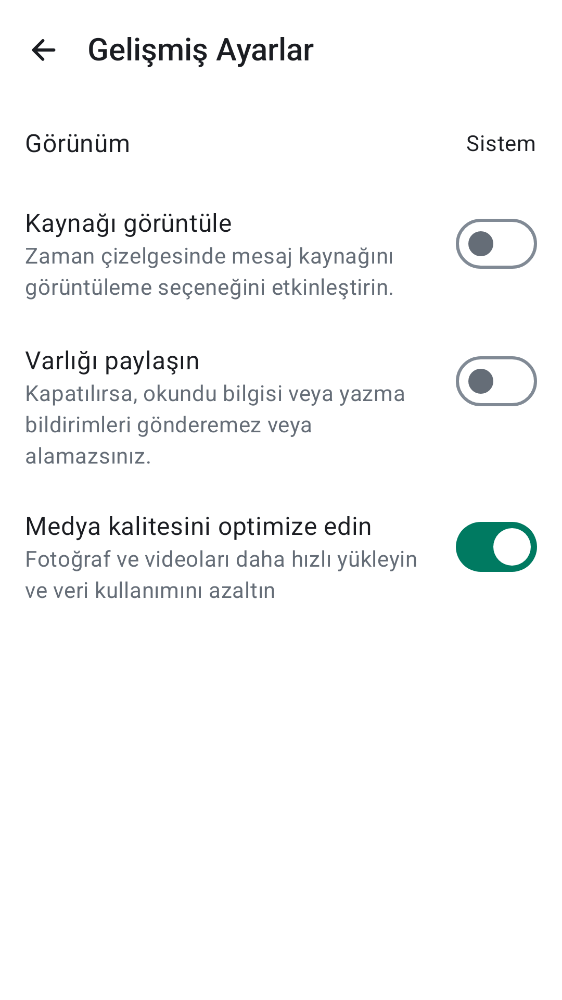 Gelişmiş Ayarlar
Görünüm
Sistem
Kaynağı görüntüle
Zaman çizelgesinde mesaj kaynağını
görüntüleme seçeneğini etkinleştirin.
Varlığı paylaşın
Kapatılırsa, okundu bilgisi veya yazma
bildirimleri gönderemez veya
alamazsınız.
Medya kalitesini optimize edin
Fotoğraf ve videoları daha hızlı yükleyin
ve veri kullanımını azaltın